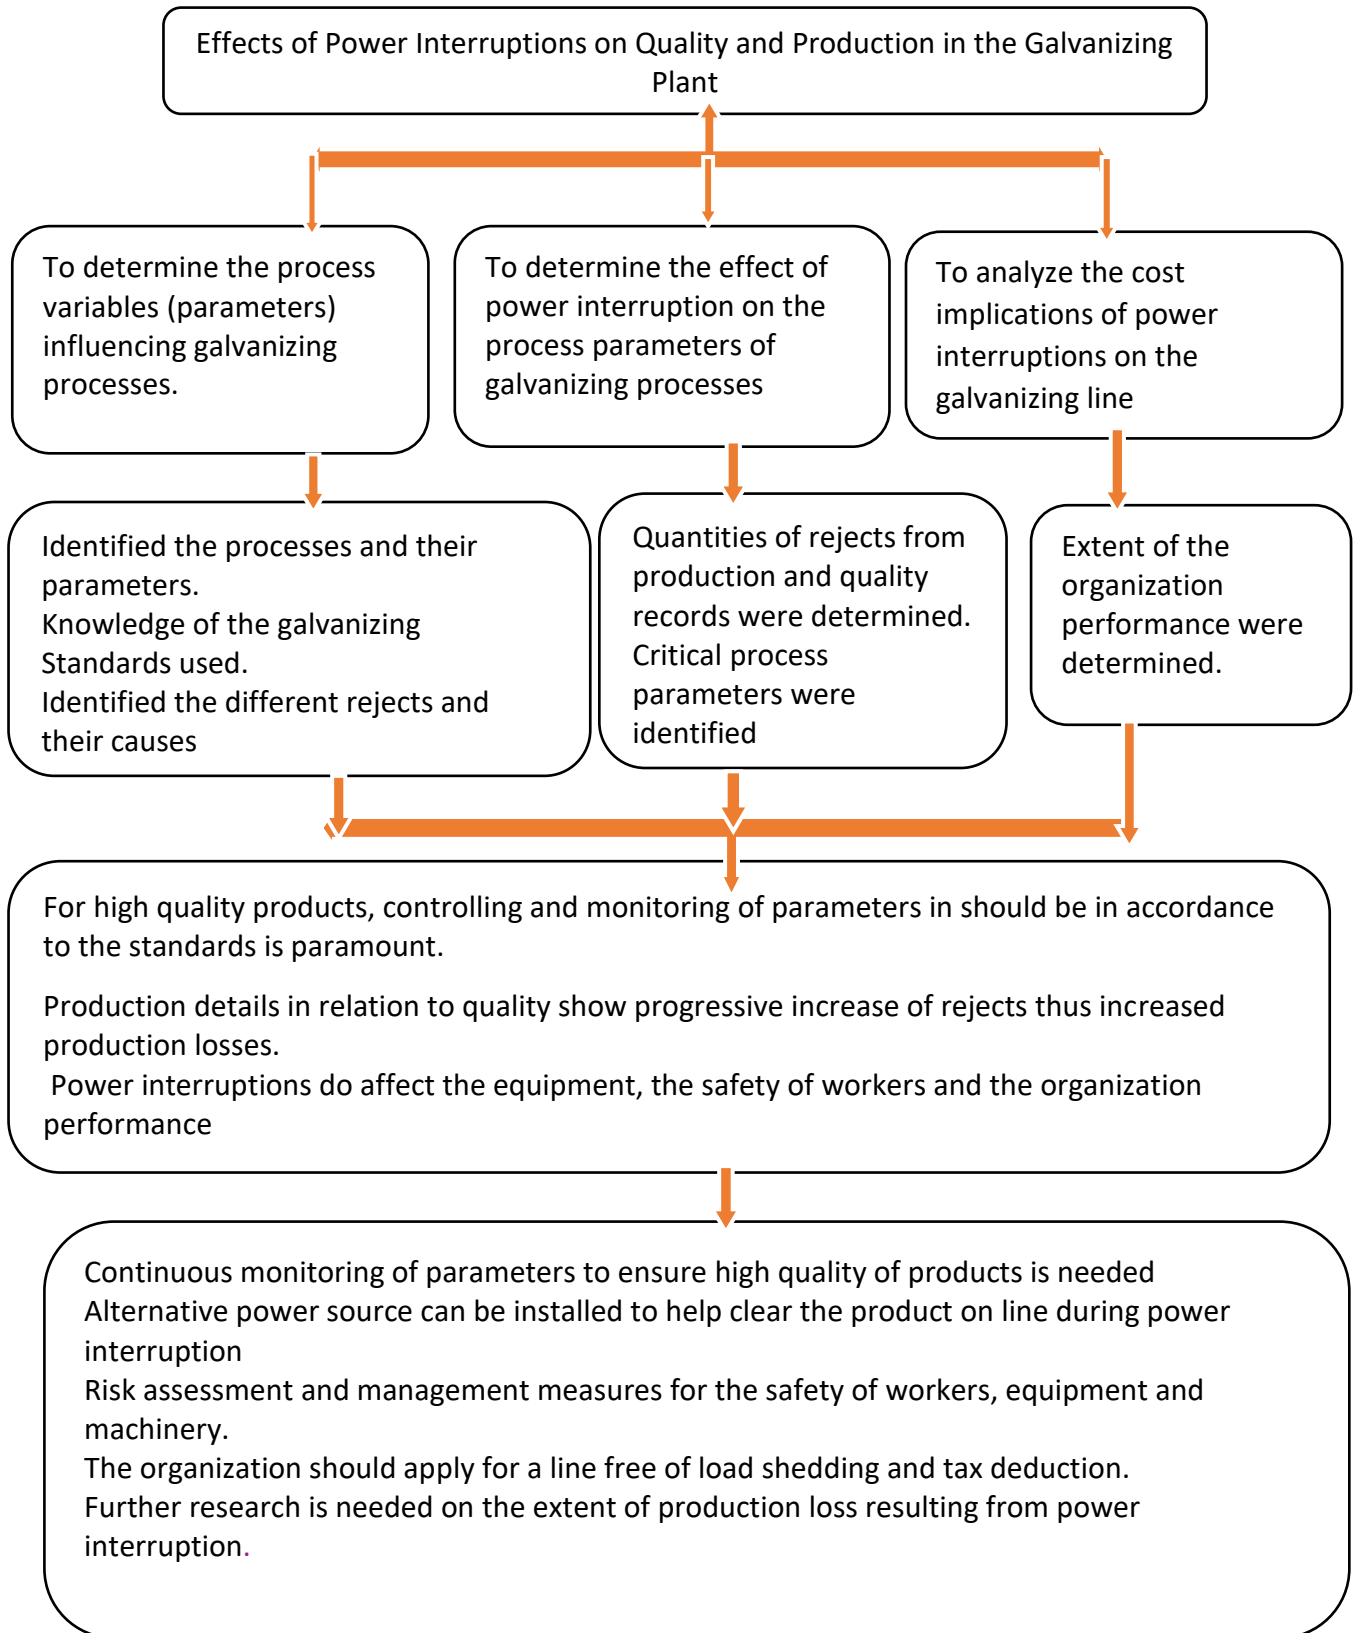 Effects of Power Interruptions on Quality and Production in the Galvanizing
Plant
To determine the process
variables (parameters)
influencing galvanizing
processes.
To determine the effect of
power interruption on the
process parameters of
galvanizing processes
To analyze the cost
implications of power
interruptions on the
galvanizing line
Identified the processes and their
parameters.
Knowledge of the galvanizing
Standards used.
Identified the different rejects and
their causes
Quantities of rejects from
production and quality
records were determined.
Critical process
parameters were
identified
Extent of the
organization
performance were
determined.
For high quality products, controlling and monitoring of parameters in should be in accordance
to the standards is paramount.
Production details in relation to quality show progressive increase of rejects thus increased
production losses.
Power interruptions do affect the equipment, the safety of workers and the organization
performance
Continuous monitoring of parameters to ensure high quality of products is needed
Alternative power source can be installed to help clear the product on line during power
interruption
Risk assessment and management measures for the safety of workers, equipment and
machinery.
The organization should apply for a line free of load shedding and tax deduction.
Further research is needed on the extent of production loss resulting from power
interruption.